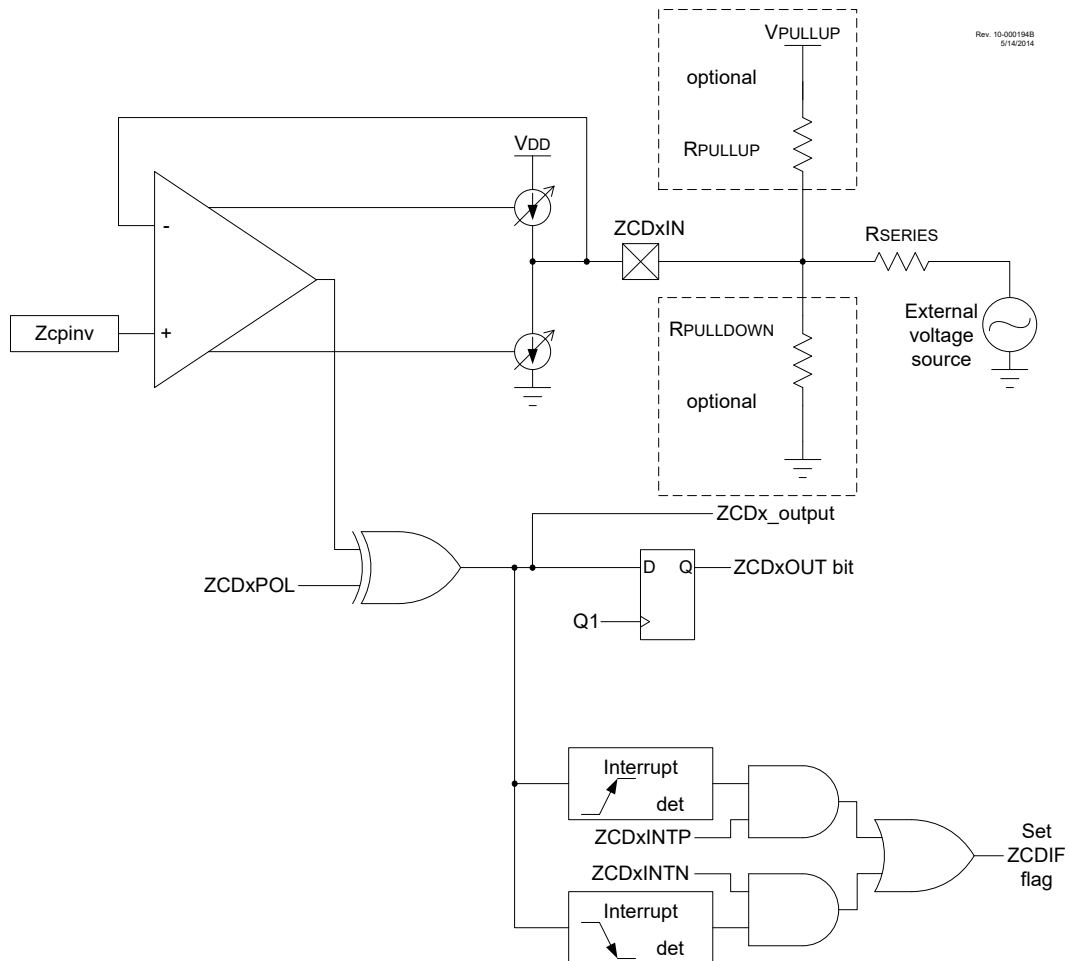 Rev. 10-000194B
5/14/2014
VPULLUP
optional
RPULLUP
VDD
ZCDxIN
RSERIES
-
Zcpinv
+
RPULLDOWN
External
voltage
source
optional
ZCDx_output
D
Q
ZCDxOUT bit
ZCDxPOL
Q1
Interrupt
det
ZCDxINTP
Set
ZCDIF
flag
ZCDxINTN
Interrupt
det